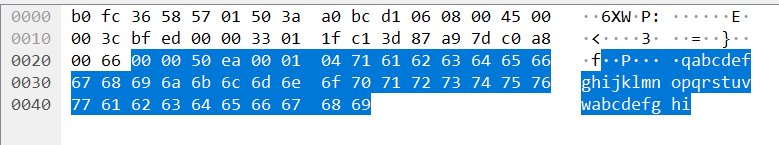 0000 b0 fc 36 58 57 01 50 3a a0 bc d1 06 08 00 45 00 ··6XW·P: ······E·
0010 00 3c bf ed 00 00 33 01 1f c1 3d 87 a9 7d c0 a8 ·<····3· ··=··}··
0020 00 66 00 00 50 ea 00 01 04 71 61 62 63 64 65 66 ·f··P··· ·qabcdef
0030 67 68 69 6a 6b 6c 6d 6e 6f 70 71 72 73 74 75 76 ghijklmn opqrstuv
0040 77 61 62 63 64 65 66 67 68 69 wabcdefg hi